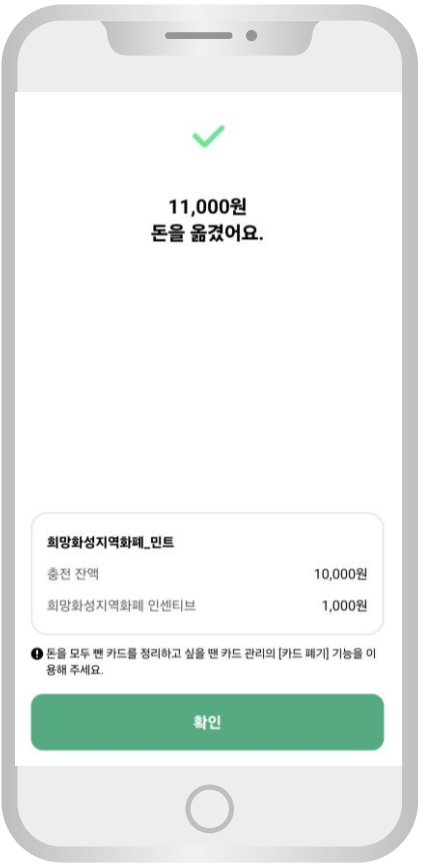 11,000원
돈을 옮겼어요.
희망화성지역화폐_민트
충전 잔액 10,000원
희망화성지역화폐 인센티브 1,000원
돈을 모두 뺀 카드를 정리하고 싶을 땐 카드 관리의 [카드 폐기] 기능을 이
용해 주세요.
확인